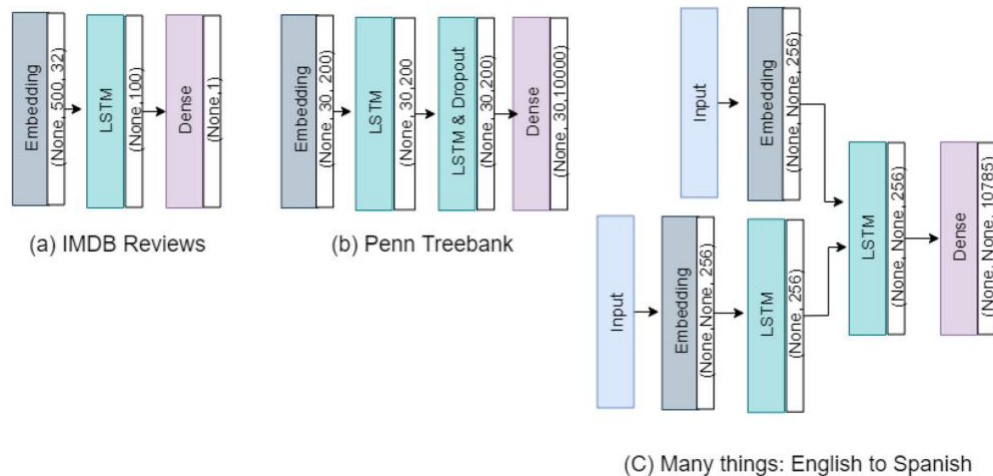 Embedding
(None, 500, 32)
LSTM
(None,100)
Dense
(None,1)
(a) IMDB Reviews
Embedding
(None, 30, 200)
LSTM
(None, 30,200
LSTM & Dropout
(None, 30,200)
Dense
(None, 30,10000)
(b) Penn Treebank
Input
Embedding
(None, None, 256)
Input
Embedding
(None,None, 256)
LSTM
(None, 256)
LSTM
(None, None, 256)
Dense
(None, None, 10785)
(C) Many things: English to Spanish